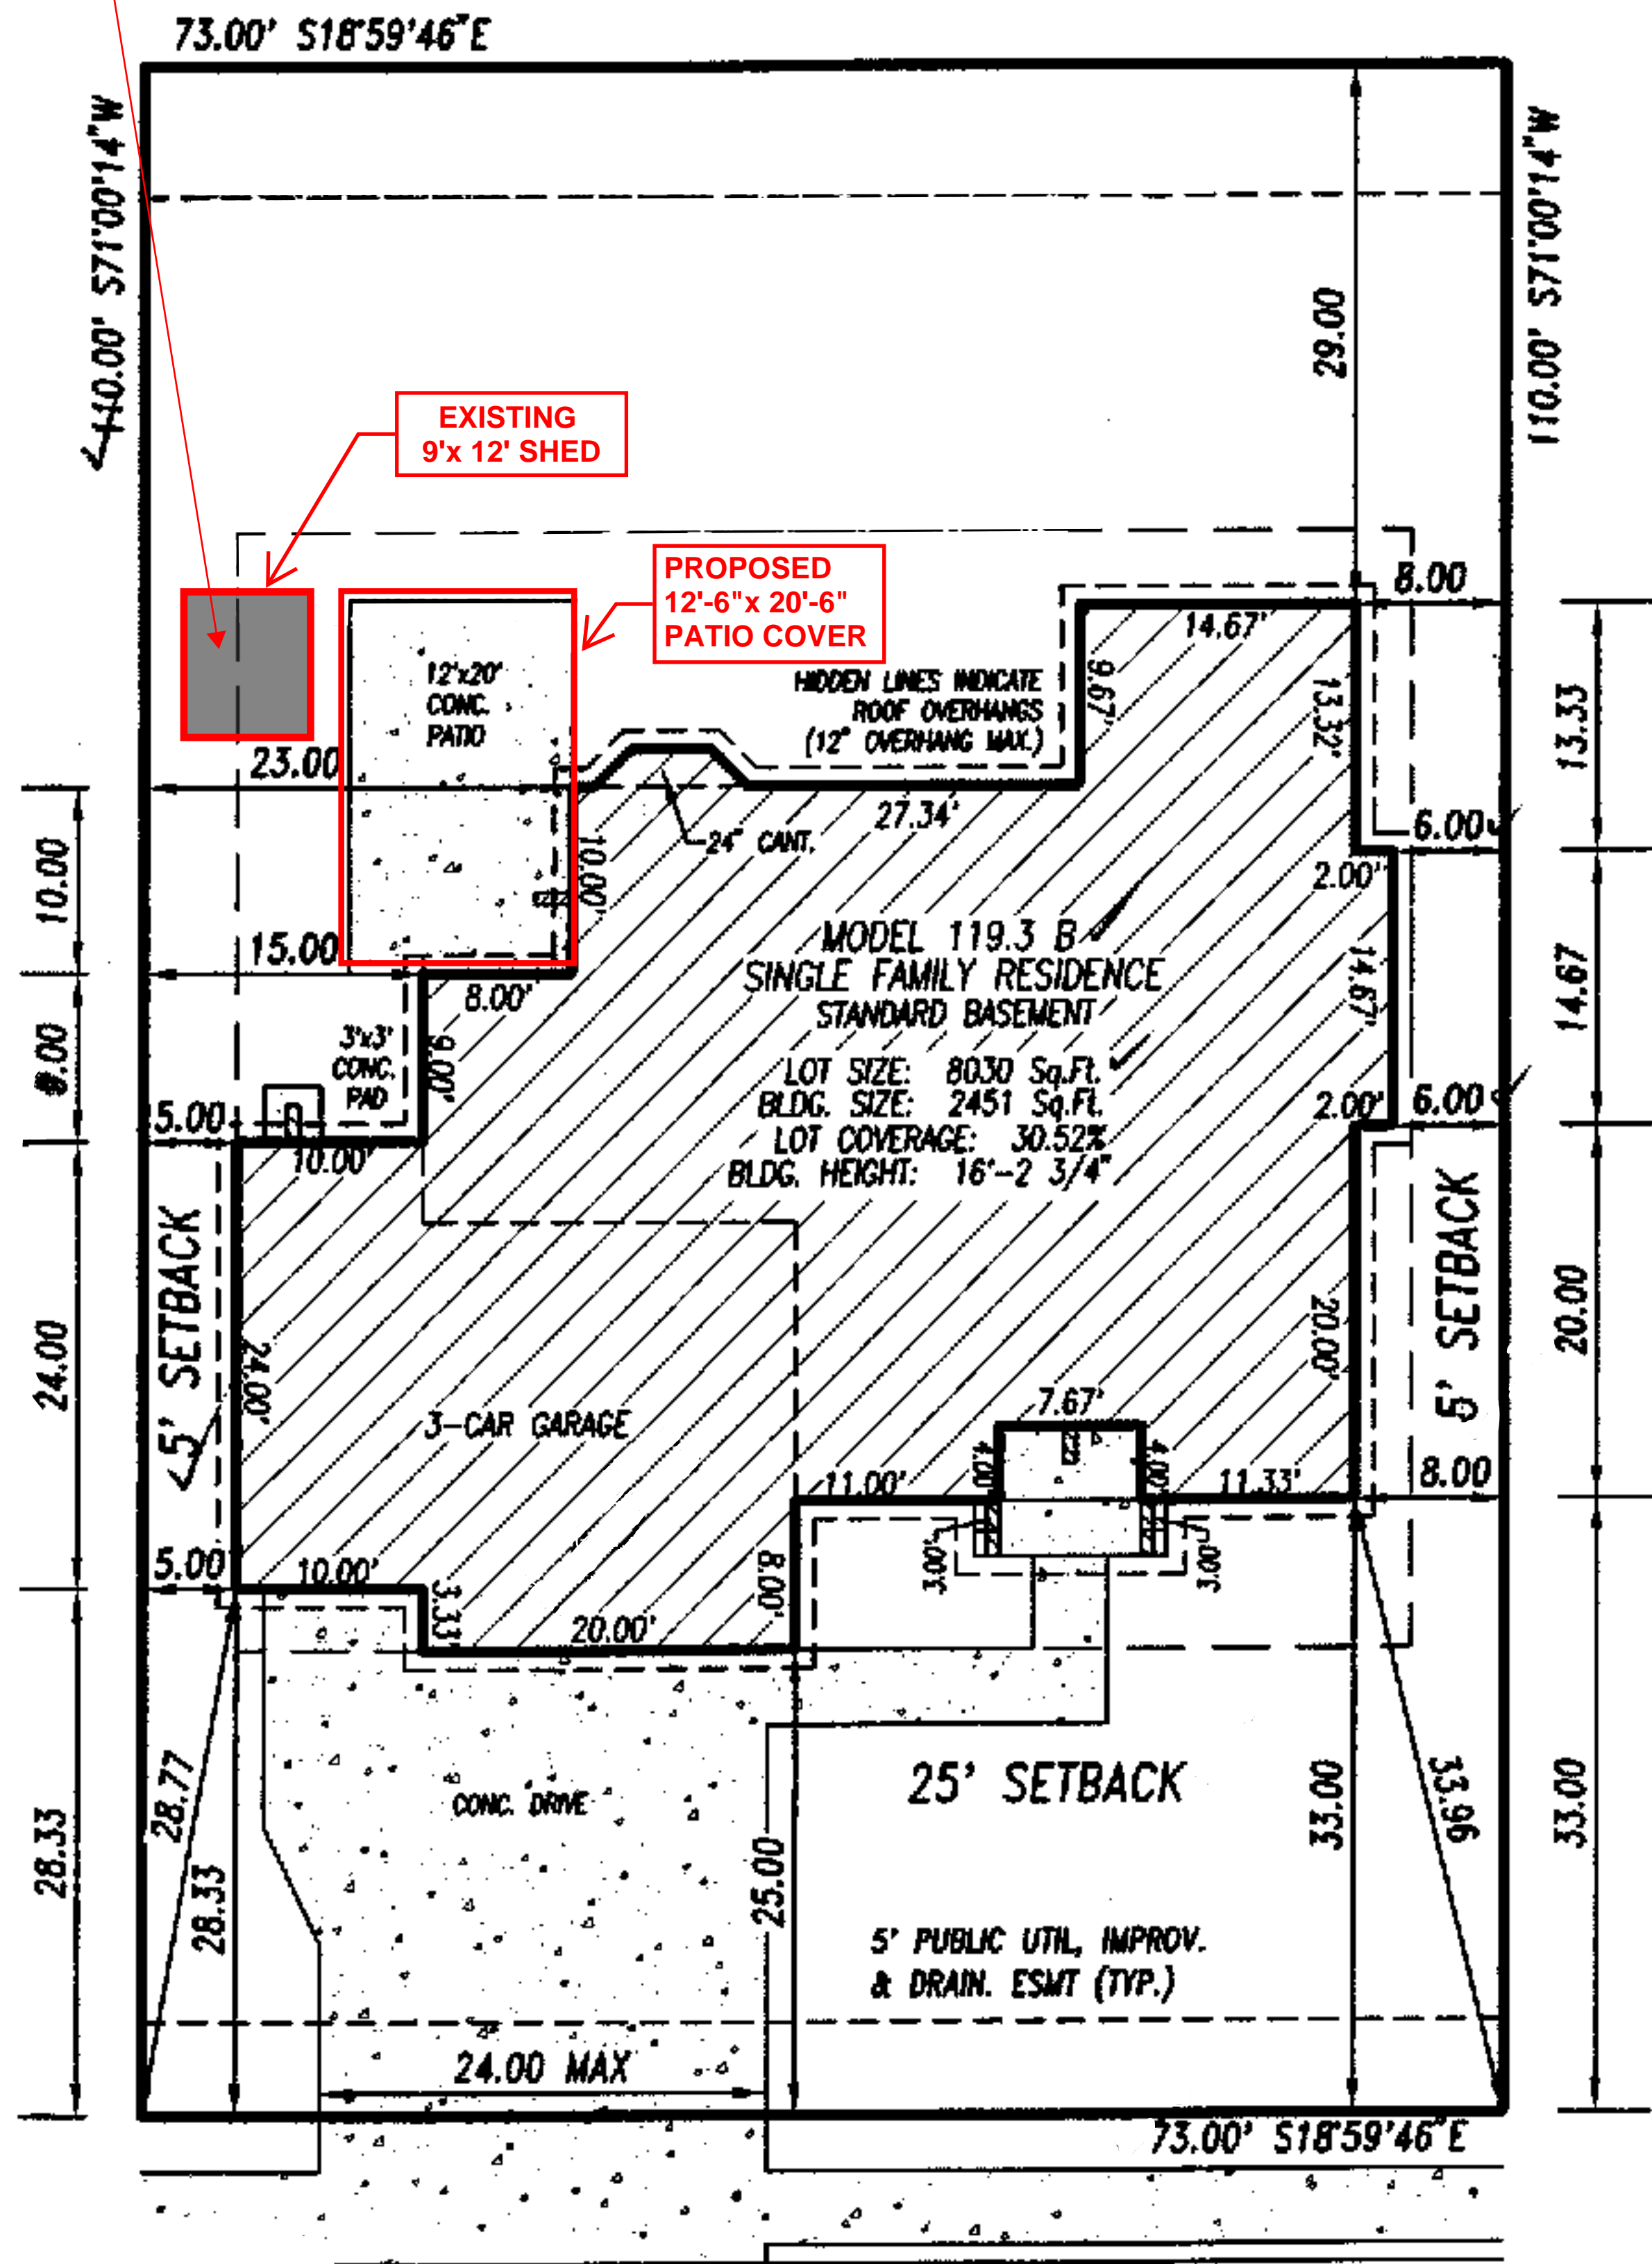 73.00' S18°59'46"E
110.00' S71°00'14"W
110.00' S71°00'14"W
29.00
EXISTING
9'x 12' SHED
PROPOSED
12'-6"x 20'-6"
PATIO COVER
8.00
14.67'
12'x20'
CONC.
PATIO
HIDDEN LINES INDICATE
ROOF OVERHANGS
(12" OVERHANG MAX.)
9.67'
13.32'
13.33
23.00
27.34'
24" CANT.
6.00
10.00
10.00'
2.00'
15.00
MODEL 119.3 B
SINGLE FAMILY RESIDENCE
STANDARD BASEMENT
14.67'
14.67
8.00'
3'x3'
CONC.
PAD
9.00'
9.00
LOT SIZE: 8030 Sq.Ft.
BLDG. SIZE: 2451 Sq.Ft.
LOT COVERAGE: 30.52%
BLDG. HEIGHT: 16'-2 3/4"
2.00'
6.00
5.00
10.00'
5' SETBACK
5' SETBACK
24.00
24.00'
20.00'
20.00
3-CAR GARAGE
7.67'
4.00'
4.00'
11.00'
11.33'
8.00
3.00'
3.00'
5.00
10.00'
3.33'
20.00'
8.00'
28.77
CONC. DRIVE
25' SETBACK
33.00
33.96
33.00
28.33
28.33
25.00
5' PUBLIC UTIL, IMPROV.
& DRAIN. ESMT (TYP.)
24.00 MAX
73.00' S18°59'46"E